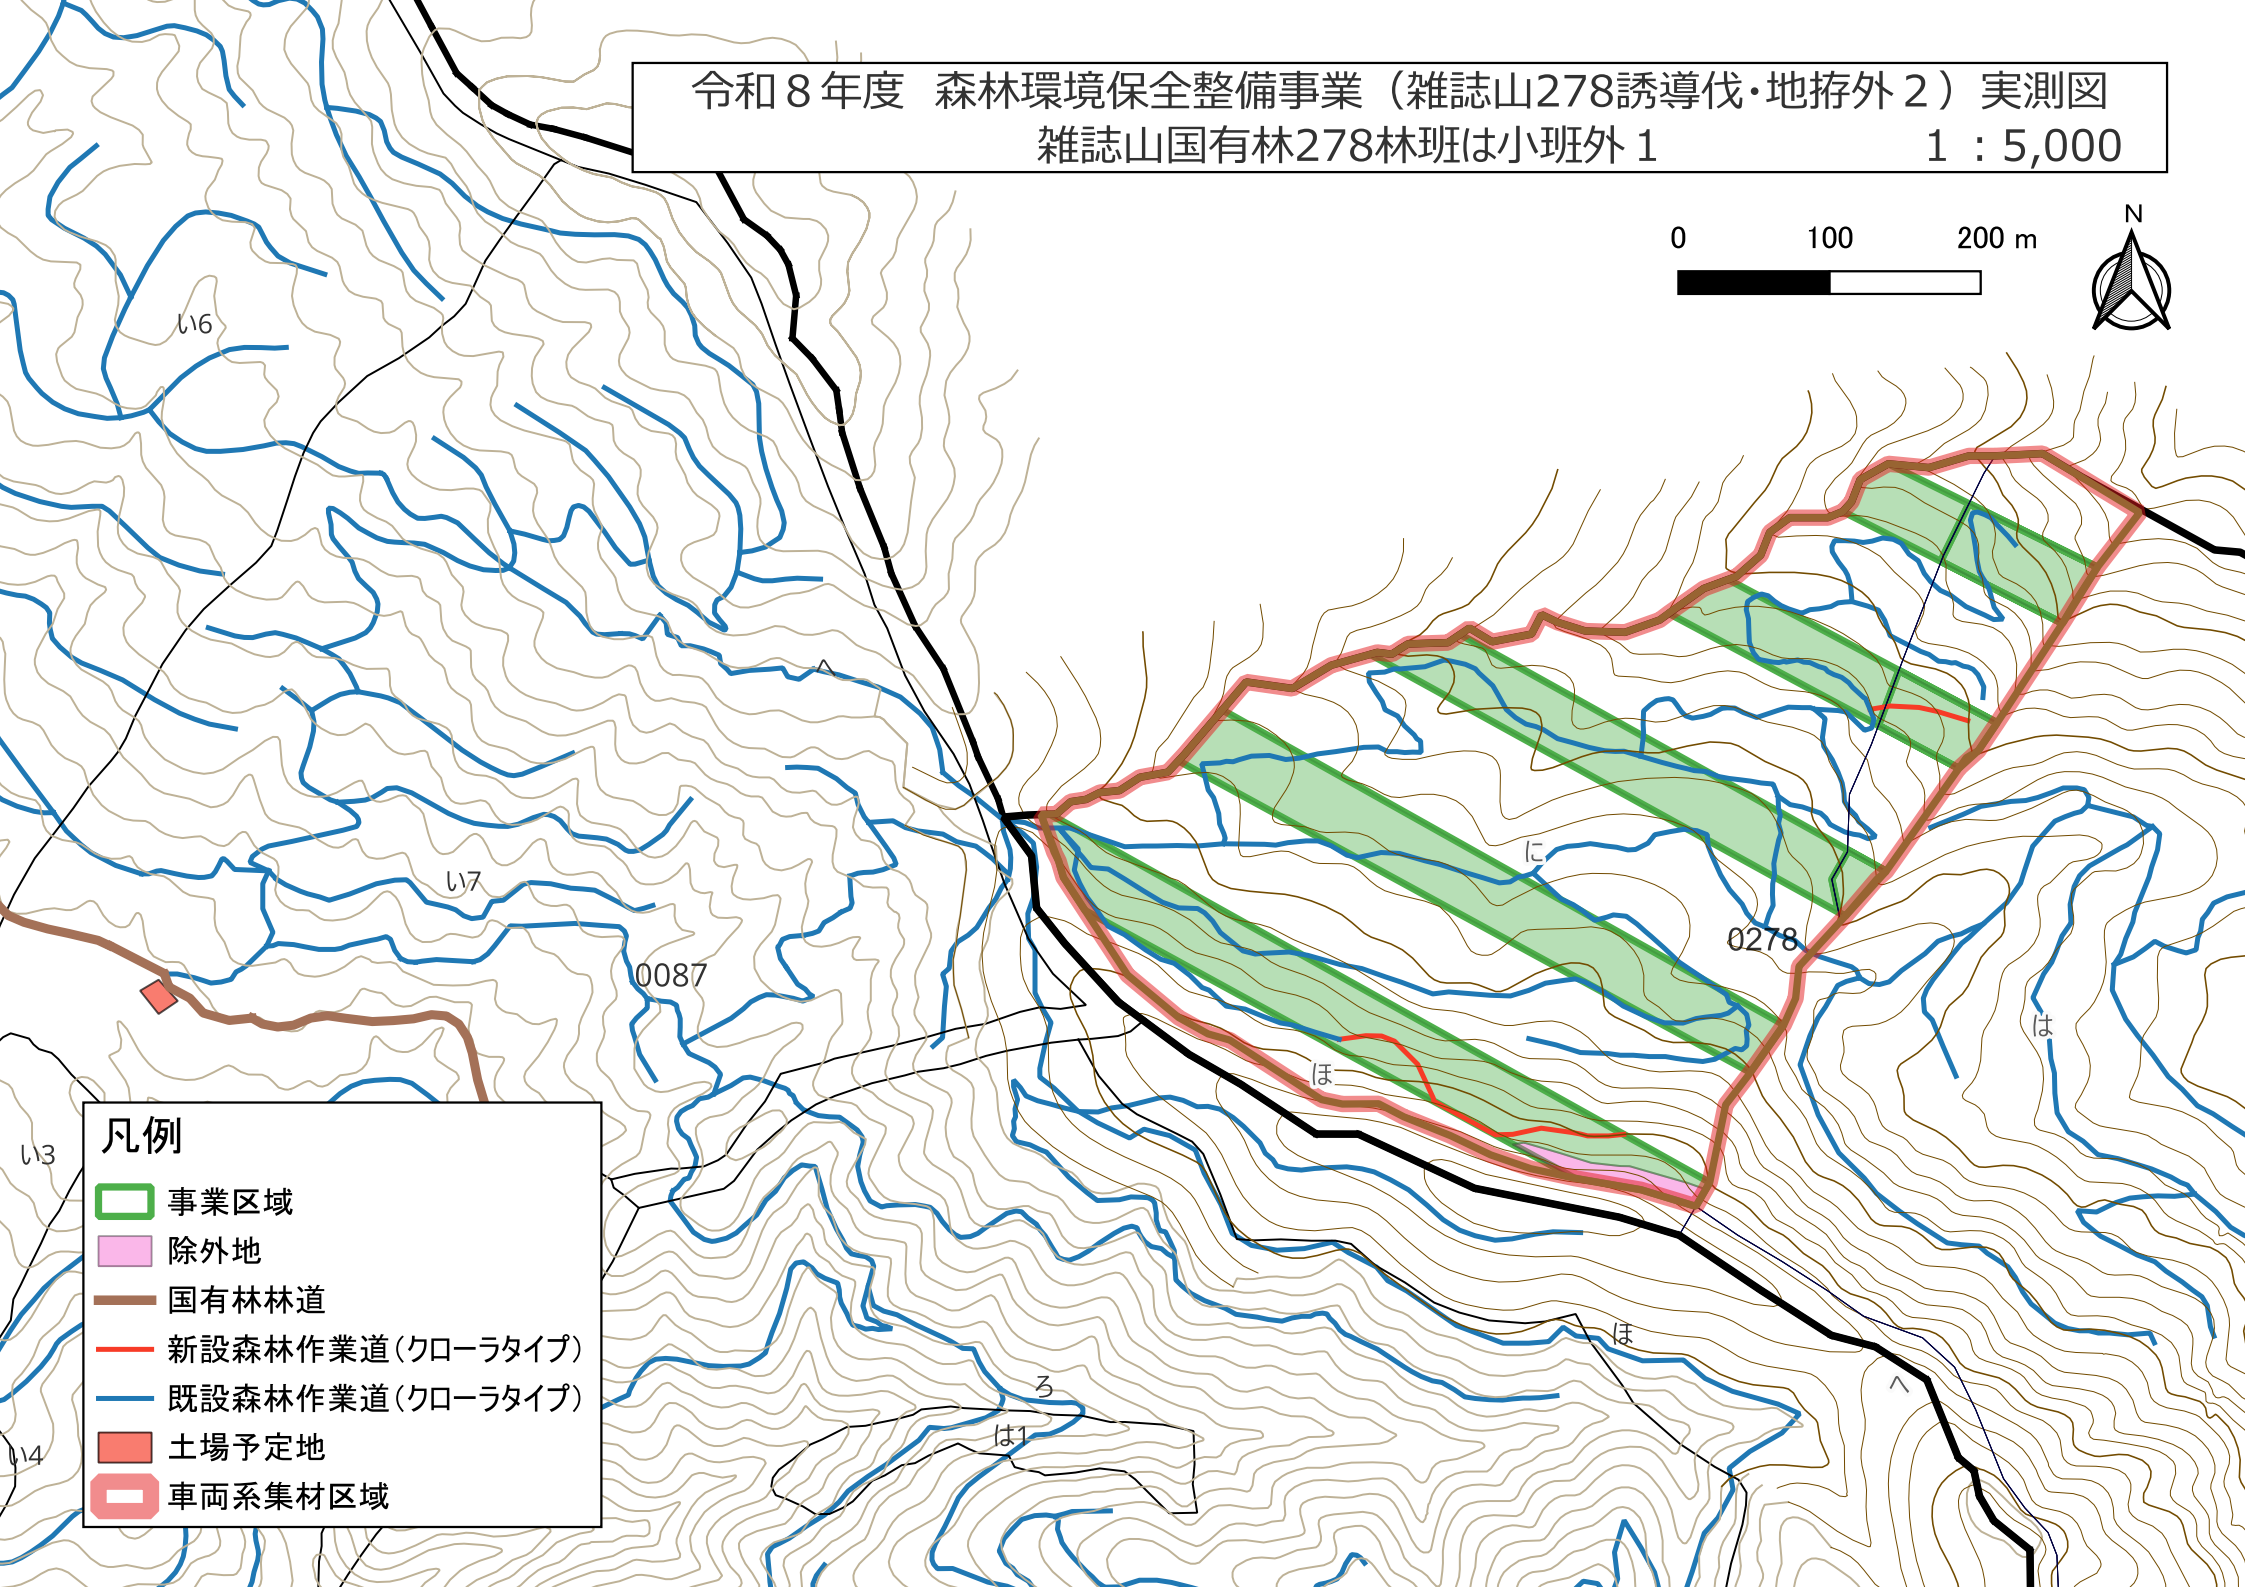 令和８年度　森林環境保全整備事業（雑誌山278誘導伐・地拵外２）実測図
雑誌山国有林278林班は小班外１　１：5,000
0 100 200 m
N
い6
へ
い7
に
0278
0087
は
ほ
い3
ほ
へ
ろ
は1
い4
凡例
事業区域
除外地
国有林林道
新設森林作業道（クローラタイプ）
既設森林作業道（クローラタイプ）
土場予定地
車両系集材区域